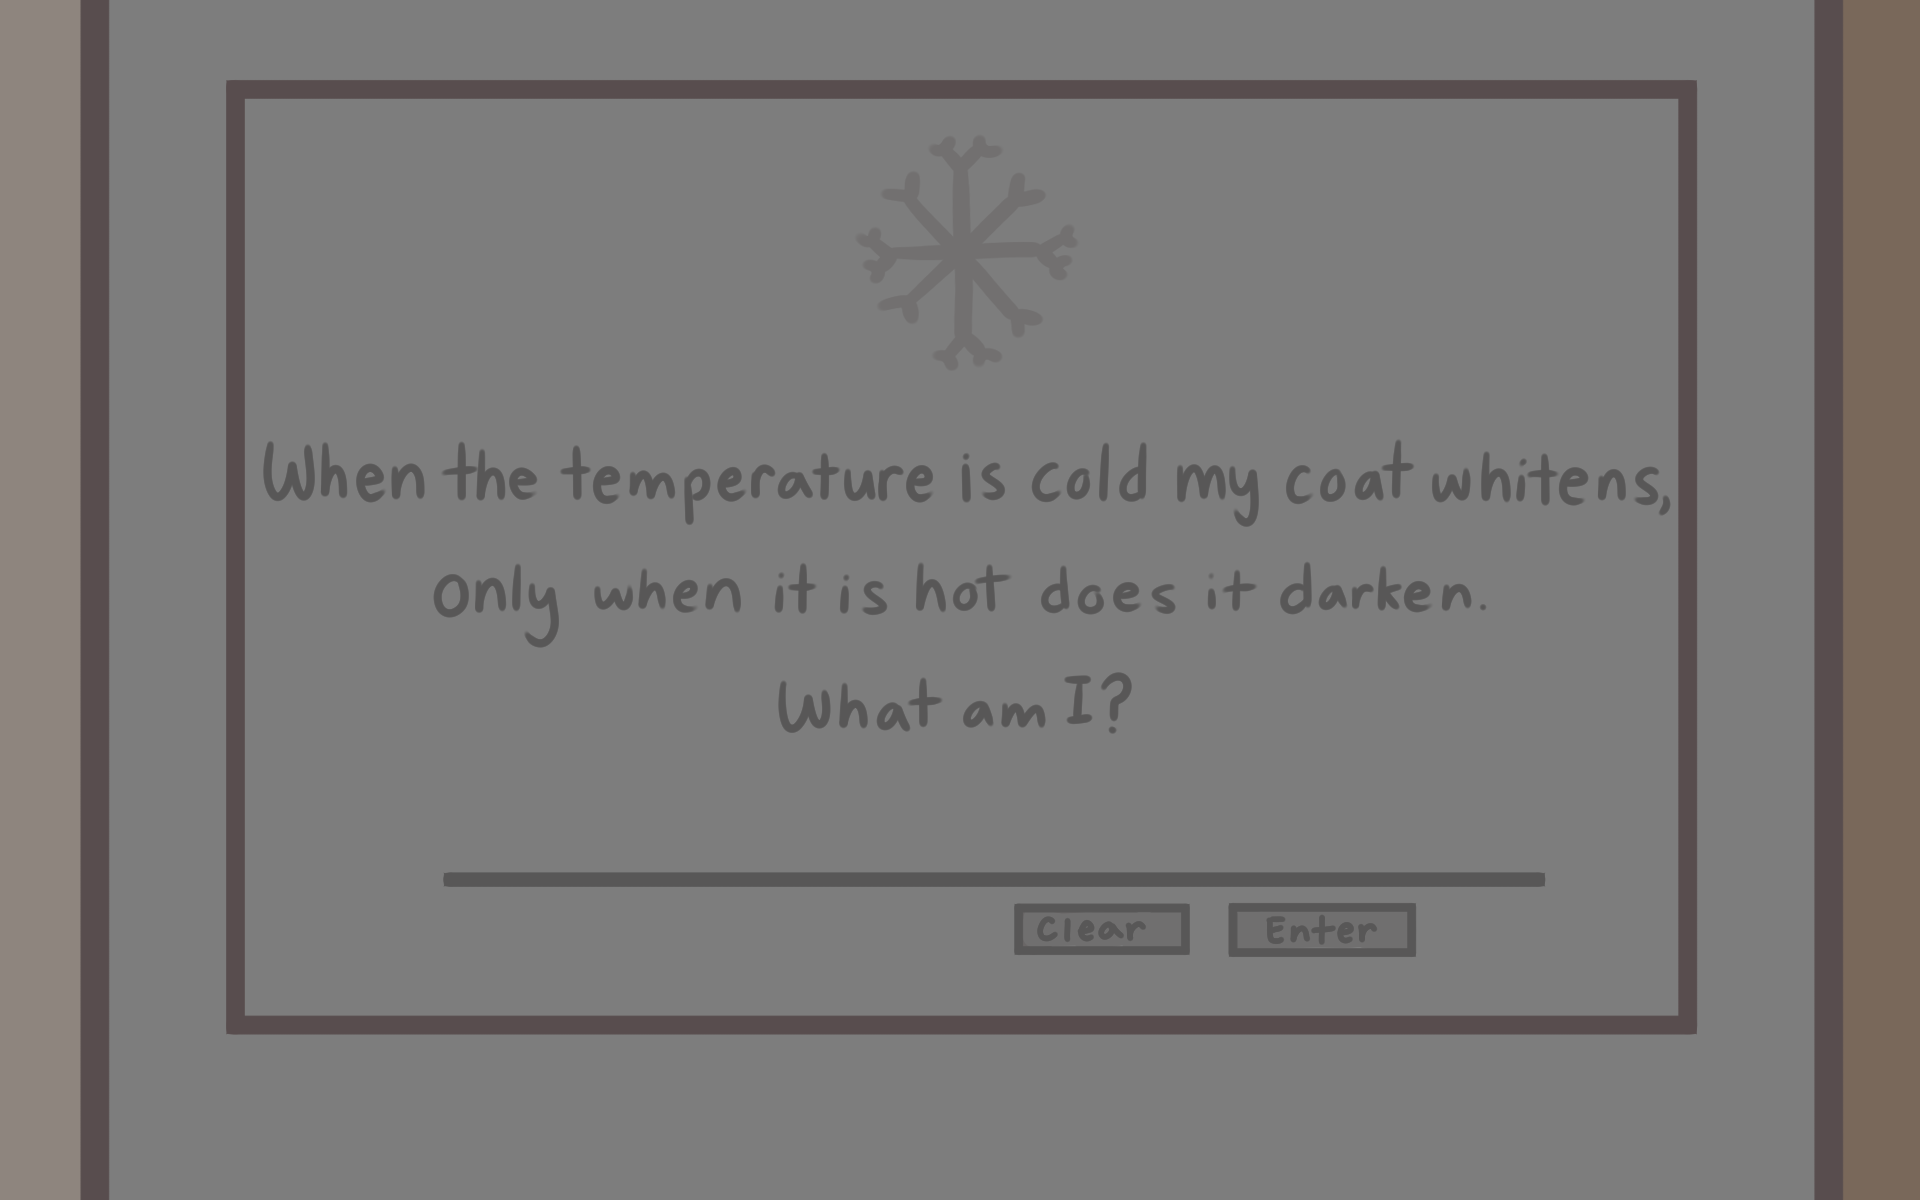 When the temperature is cold my coat whitens,
only when it is hot does it darken.
What am I?
Clear
Enter